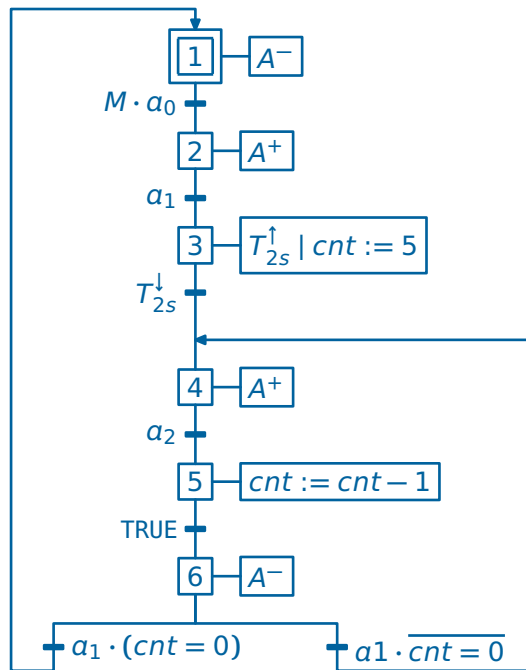 1 A⁻
M · a₀
2 A⁺
a₁
3 T↑₂ₛ | cnt := 5
T↓₂ₛ
4 A⁺
a₂
5 cnt := cnt − 1
TRUE
6 A⁻
a₁ · (cnt = 0) a1 · c̅n̅t̅ ̅=̅ ̅0̅